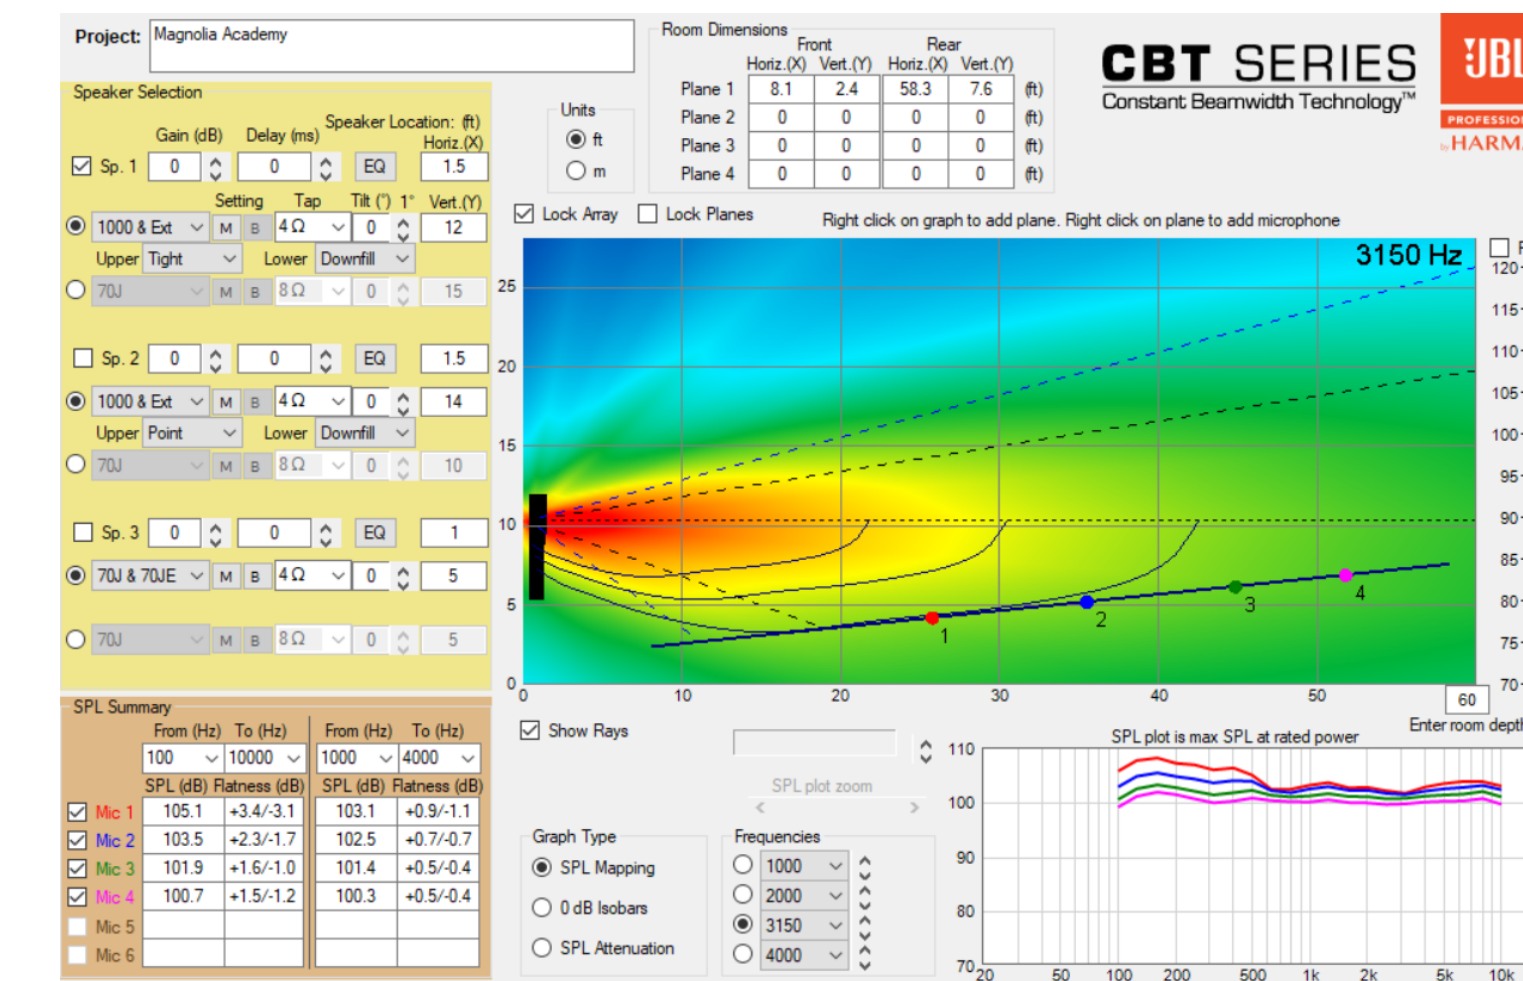 Project: Magnolia Academy
Room Dimensions
Front Rear
Horiz.(X) Vert.(Y) Horiz.(X) Vert.(Y)
Plane 1 8.1 2.4 58.3 7.6 (ft)
Plane 2 0 0 0 0 (ft)
Plane 3 0 0 0 0 (ft)
Plane 4 0 0 0 0 (ft)
Units
ft
m
CBT SERIES
Constant Beamwidth Technology™
JBL
PROFESSION
by HARMA
Speaker Selection
Gain (dB) Delay (ms) Speaker Location: (ft)
Horiz.(X)
Sp. 1 0 0 EQ 1.5
Setting Tap Tilt (°) 1° Vert.(Y)
1000 & Ext M B 4Ω 0 12
Upper Tight Lower Downfill
70J M B 8Ω 0 15
Sp. 2 0 0 EQ 1.5
1000 & Ext M B 4Ω 0 14
Upper Point Lower Downfill
70J M B 8Ω 0 10
Sp. 3 0 0 EQ 1
70J & 70JE M B 4Ω 0 5
70J M B 8Ω 0 5
Lock Array Lock Planes Right click on graph to add plane. Right click on plane to add microphone
3150 Hz
25
20
15
10
5
0
0 10 20 30 40 50 60
1 2 3 4
120
115
110
105
100
95
90
85
80
75
70
SPL Summary
From (Hz) To (Hz) From (Hz) To (Hz)
100 10000 1000 4000
SPL (dB) Flatness (dB) SPL (dB) Flatness (dB)
Mic 1 105.1 +3.4/-3.1 103.1 +0.9/-1.1
Mic 2 103.5 +2.3/-1.7 102.5 +0.7/-0.7
Mic 3 101.9 +1.6/-1.0 101.4 +0.5/-0.4
Mic 4 100.7 +1.5/-1.2 100.3 +0.5/-0.4
Mic 5
Mic 6
Show Rays
SPL plot zoom
Graph Type
SPL Mapping
0 dB Isobars
SPL Attenuation
Frequencies
1000
2000
3150
4000
Enter room depth
SPL plot is max SPL at rated power
110
100
90
80
70
20 50 100 200 500 1k 2k 5k 10k